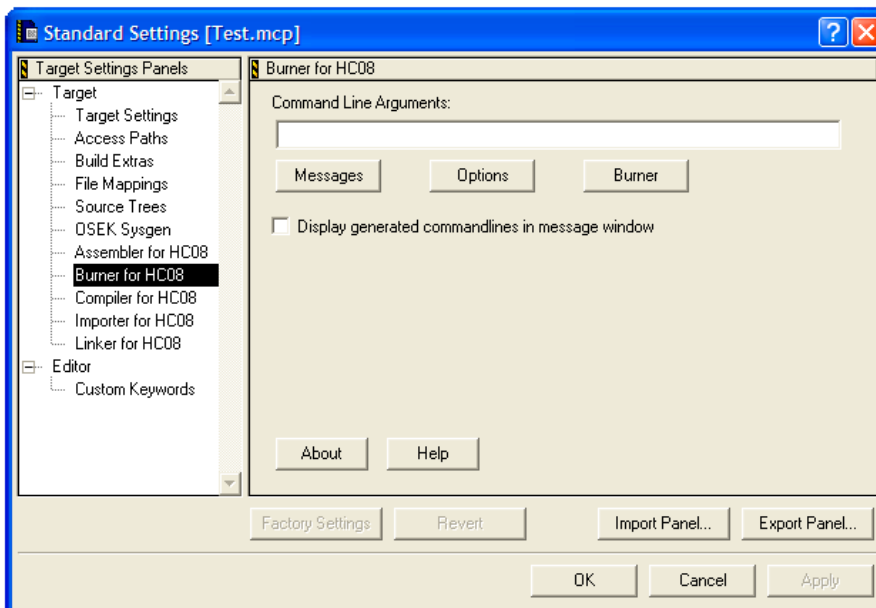 Standard Settings [Test.mcp]
Target Settings Panels
Target
Target Settings
Access Paths
Build Extras
File Mappings
Source Trees
OSEK Sysgen
Assembler for HC08
Burner for HC08
Compiler for HC08
Importer for HC08
Linker for HC08
Editor
Custom Keywords
Burner for HC08
Command Line Arguments:
Messages Options Burner
Display generated commandlines in message window
About Help
Factory Settings Revert Import Panel... Export Panel...
OK Cancel Apply